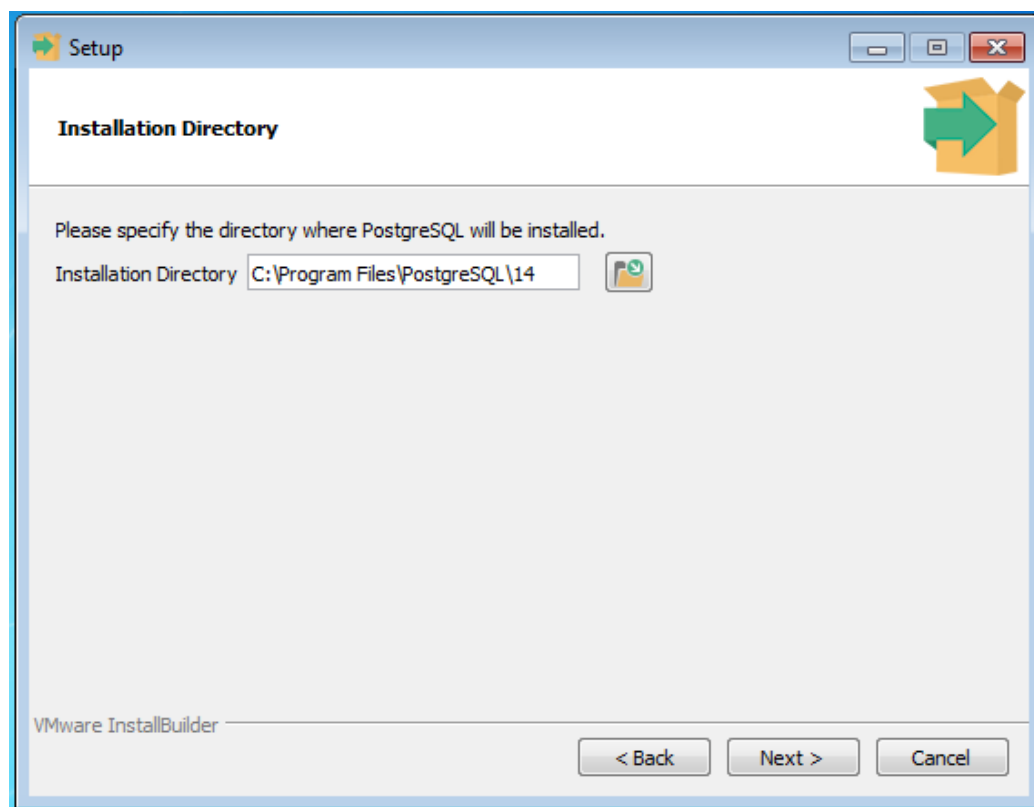 Setup
Installation Directory
Please specify the directory where PostgreSQL will be installed.
Installation Directory C:\Program Files\PostgreSQL\14
VMware InstallBuilder
< Back Next > Cancel